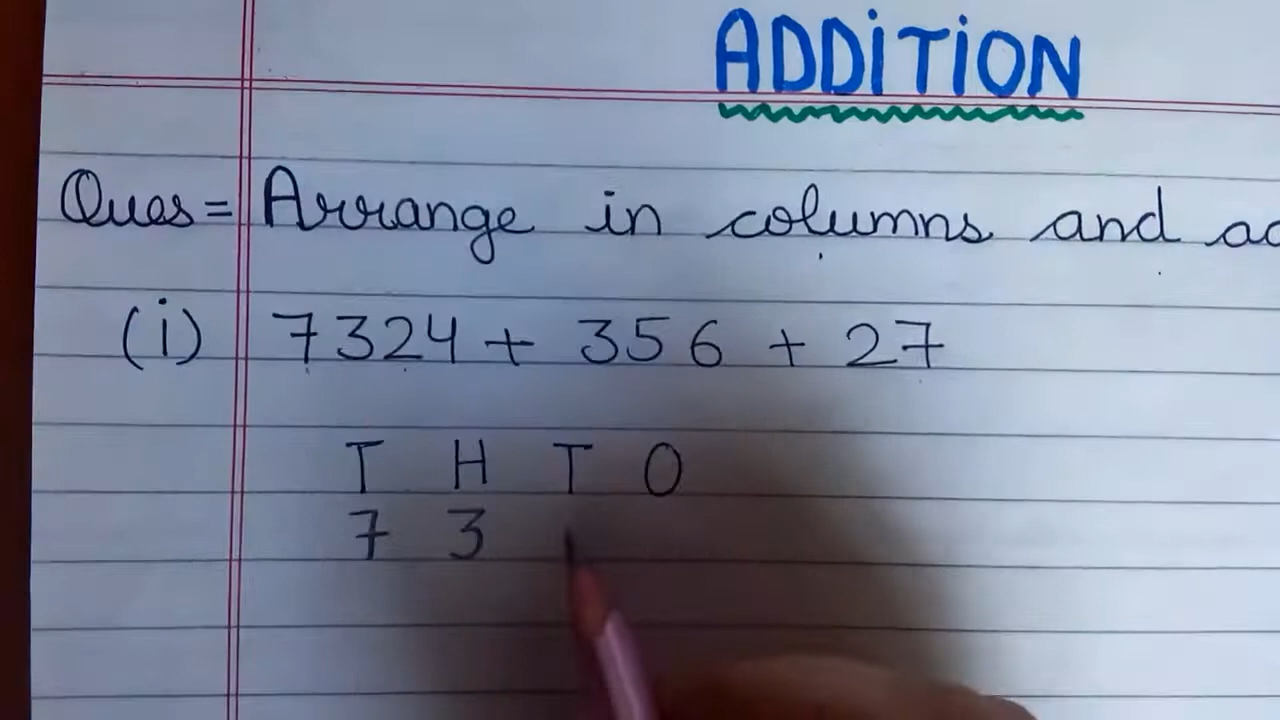 ADDiTiON
Ques = Arrange in columns and
(i) 7324 + 356 + 27
T H T O
7 3